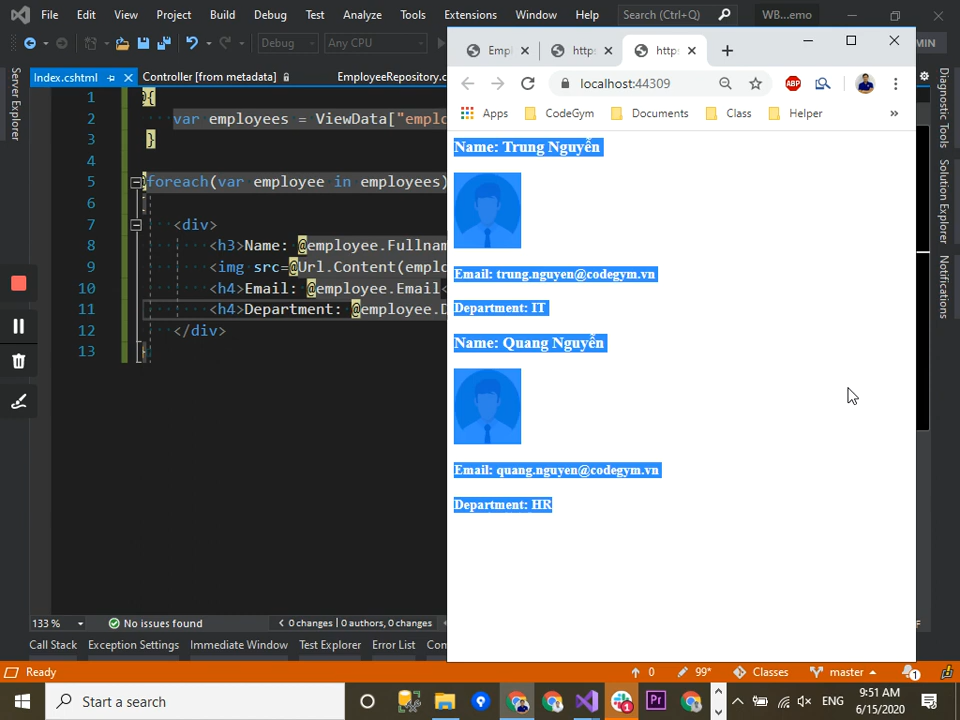 File Edit View Project Build Debug Test Analyze Tools Extensions Window Help Search (Ctrl+Q) WB...emo
Debug Any CPU
MIN
Index.cshtml Controller [from metadata] EmployeeRepository.c
Server Explorer
1 @{
2 var employees = ViewData["emplo
3 }
4
5 foreach(var employee in employees)
6 {
7 <div>
8 <h3>Name: @employee.Fullnam
9 <img src=@Url.Content(emplo
10 <h4>Email: @employee.Email<
11 <h4>Department: @employee.D
12 </div>
13 }
Empl https: https:
localhost:44309
ABP
Apps CodeGym Documents Class Helper »
Name: Trung Nguyễn
Email: trung.nguyen@codegym.vn
Department: IT
Name: Quang Nguyễn
Email: quang.nguyen@codegym.vn
Department: HR
Diagnostic Tools
Solution Explorer
Notifications
133 % No issues found 0 changes | 0 authors, 0 changes
Call Stack Exception Settings Immediate Window Test Explorer Error List Con
Ready 0 99* Classes master 1
Start a search
1
Pr
ENG
9:51 AM
6/15/2020